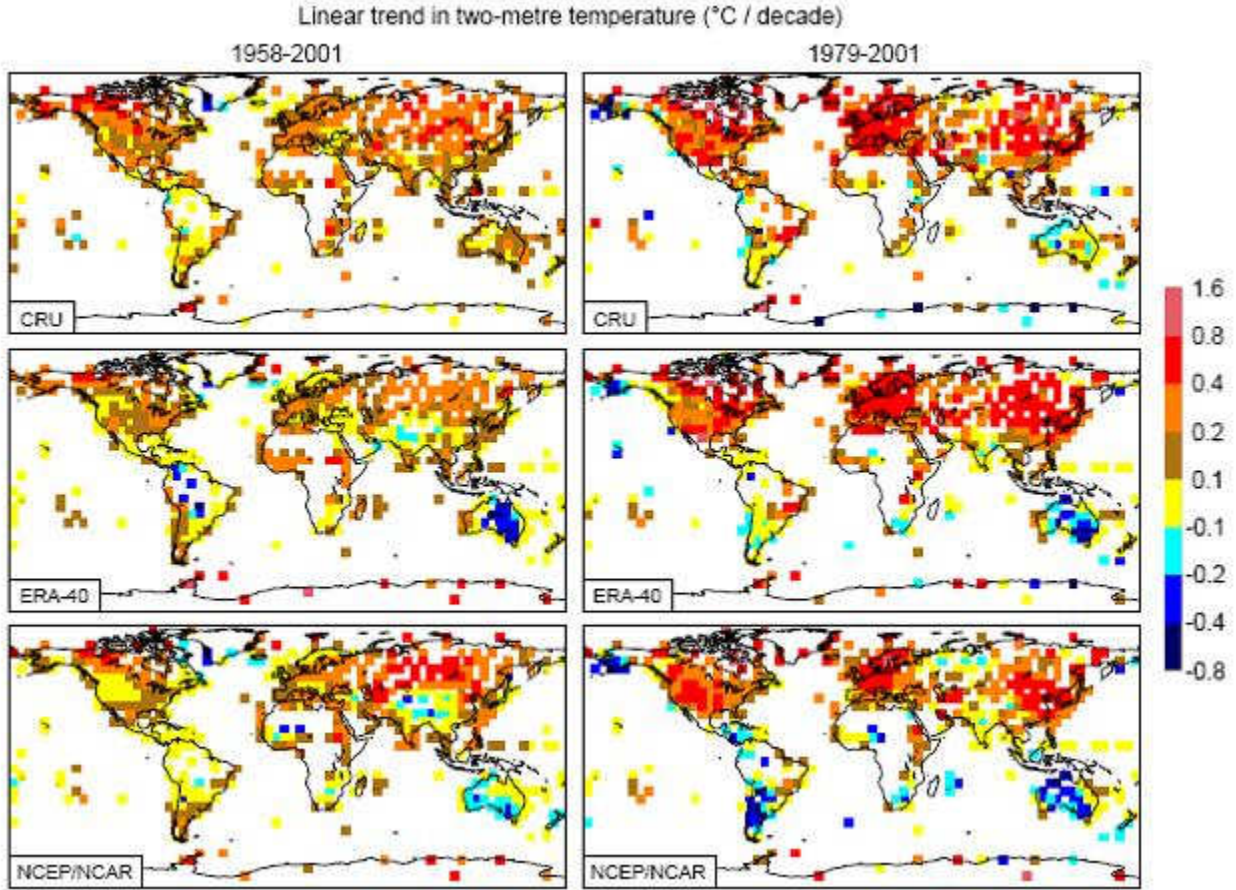 Linear trend in two-metre temperature (°C / decade)
1958-2001
1979-2001
CRU
CRU
ERA-40
ERA-40
NCEP/NCAR
NCEP/NCAR
1.6
0.8
0.4
0.2
0.1
-0.1
-0.2
-0.4
-0.8